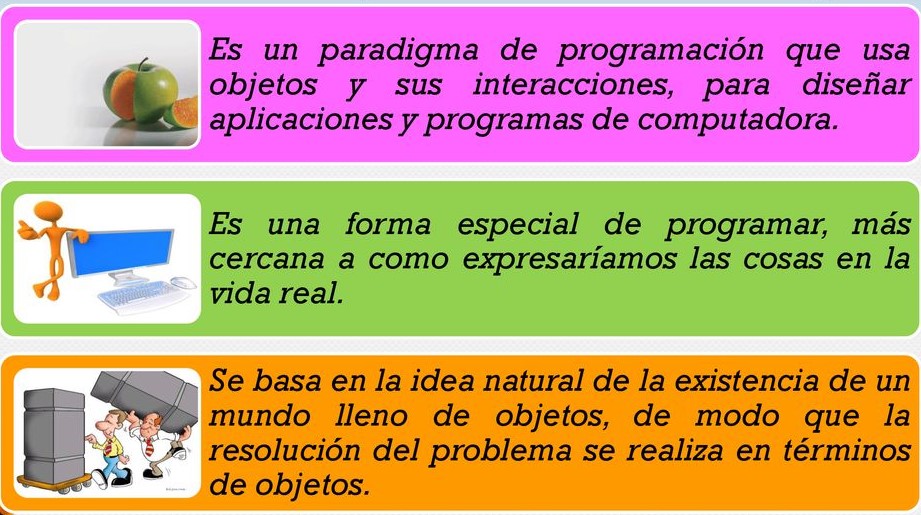 Es un paradigma de programación que usa
objetos y sus interacciones, para diseñar
aplicaciones y programas de computadora.
Es una forma especial de programar, más
cercana a como expresaríamos las cosas en la
vida real.
Se basa en la idea natural de la existencia de un
mundo lleno de objetos, de modo que la
resolución del problema se realiza en términos
de objetos.